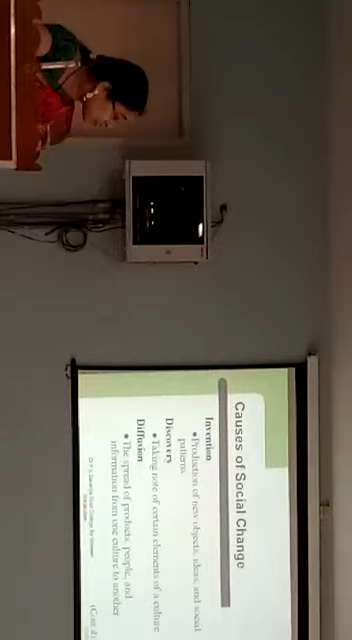 Causes of Social Change
Invention
• Production of new objects, ideas, and social
patterns.
Discovery
• Taking note of certain elements of a culture
Diffusion
• The spread of products, people, and
information from one culture to another
(Cont'd)